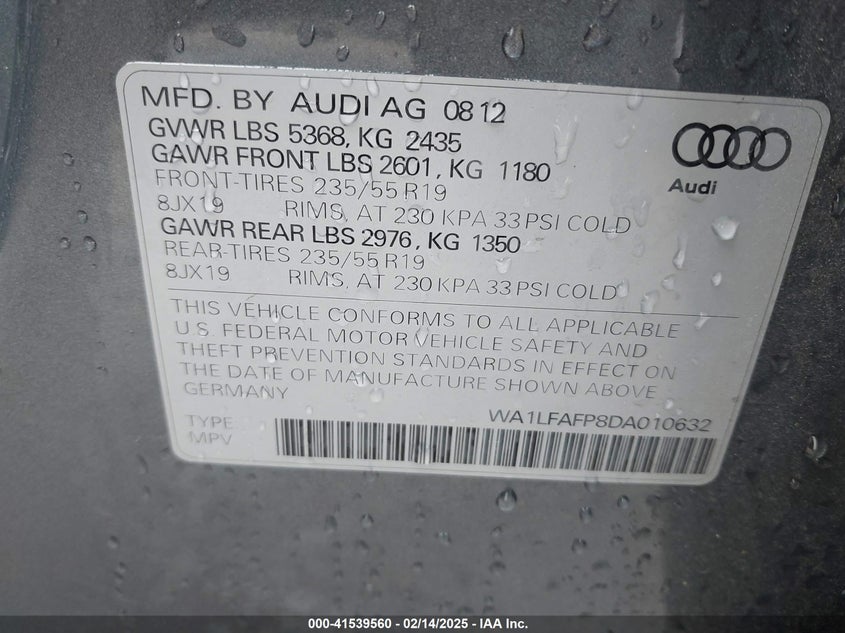 MFD. BY AUDI AG 08 12
GVWR LBS 5368, KG 2435
GAWR FRONT LBS 2601, KG 1180
FRONT-TIRES 235/55 R19
8JX19 RIMS, AT 230 KPA 33 PSI COLD
GAWR REAR LBS 2976, KG 1350
REAR-TIRES 235/55 R19
8JX19 RIMS, AT 230 KPA 33 PSI COLD
Audi
THIS VEHICLE CONFORMS TO ALL APPLICABLE
U.S. FEDERAL MOTOR VEHICLE SAFETY AND
THEFT PREVENTION STANDARDS IN EFFECT ON
THE DATE OF MANUFACTURE SHOWN ABOVE
GERMANY
WA1LFAFP8DA010632
TYPE
MPV
000-41539560 - 02/14/2025 - IAA Inc.